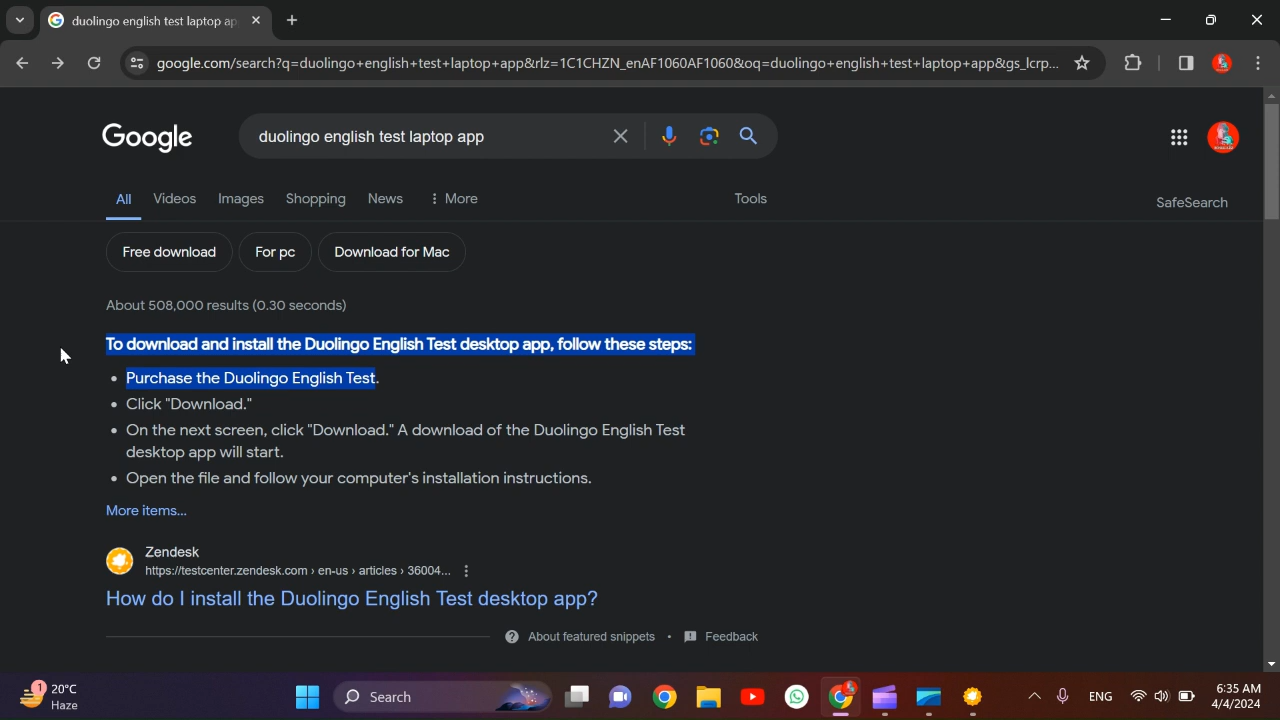 duolingo english test laptop ap
google.com/search?q=duolingo+english+test+laptop+app&rlz=1C1CHZN_enAF1060AF1060&oq=duolingo+english+test+laptop+app&gs_lcrp...
Google
duolingo english test laptop app
All Videos Images Shopping News More Tools SafeSearch
Free download For pc Download for Mac
About 508,000 results (0.30 seconds)
To download and install the Duolingo English Test desktop app, follow these steps:
• Purchase the Duolingo English Test.
• Click "Download."
• On the next screen, click "Download." A download of the Duolingo English Test
desktop app will start.
• Open the file and follow your computer's installation instructions.
More items...
Zendesk
https://testcenter.zendesk.com › en-us › articles › 36004...
How do I install the Duolingo English Test desktop app?
About featured snippets • Feedback
1 20°C
Haze
Search
ENG
6:35 AM
4/4/2024